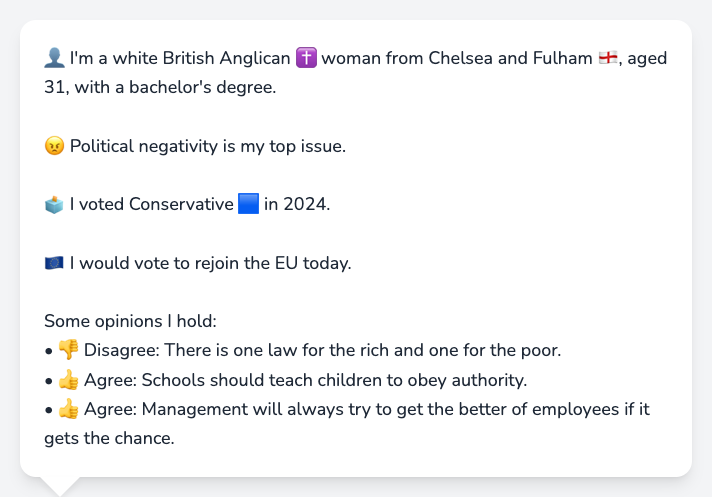 👤 I'm a white British Anglican ✝️ woman from Chelsea and Fulham 🏴󠁧󠁢󠁥󠁮󠁧󠁿, aged
31, with a bachelor's degree.
😠 Political negativity is my top issue.
🗳️ I voted Conservative 🟦 in 2024.
🇪🇺 I would vote to rejoin the EU today.
Some opinions I hold:
• 👎 Disagree: There is one law for the rich and one for the poor.
• 👍 Agree: Schools should teach children to obey authority.
• 👍 Agree: Management will always try to get the better of employees if it
gets the chance.